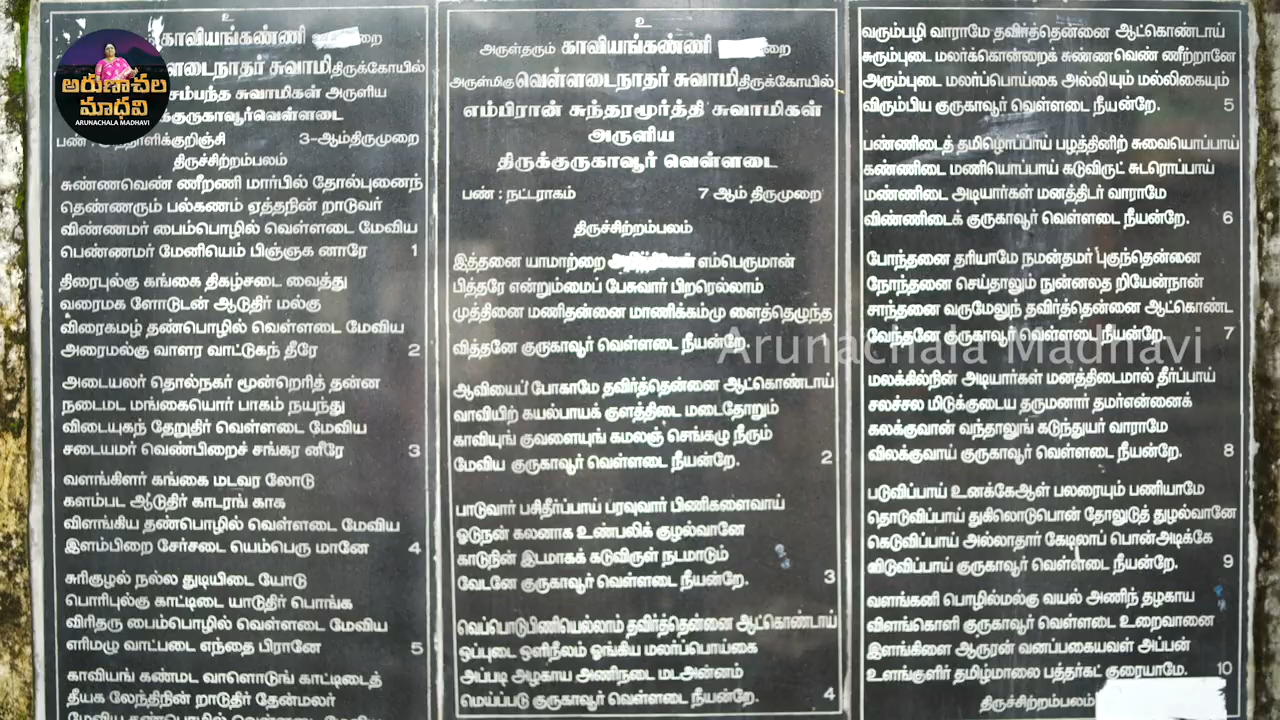 உ
காவியங்கண்ணி
ளடைநாதர் சுவாமி திருக்கோயில்
சம்பந்த சுவாமிகள் அருளிய
குருகாவூர்வெள்ளடை
பண் : தாளிக்குறிஞ்சி 3-ஆம்திருமுறை
திருச்சிற்றம்பலம்
சுண்ணவெண் ணீறணி மார்பில் தோல்புனைந்
தெண்ணரும் பல்கணம் ஏத்தநின் றாடுவர்
விண்ணமர் பைம்பொழில் வெள்ளடை மேவிய
பெண்ணமர் மேனியெம் பிஞ்ஞக னாரே 1
திரைபுல்கு கங்கை திகழ்சடை வைத்து
வரைமக ளோடுடன் ஆடுதிர் மல்கு
விரைகமழ் தண்பொழில் வெள்ளடை மேவிய
அரைமல்கு வாளர வாட்டுகந் தீரே 2
அடையலர் தொல்நகர் மூன்றெரித் தன்ன
நடைமட மங்கையொர் பாகம் நயந்து
விடையுகந் தேறுதிர் வெள்ளடை மேவிய
சடையமர் வெண்பிறைச் சங்கர னீரே 3
வளங்கிளர் கங்கை மடவர லோடு
களம்பட ஆடுதிர் காடரங் காக
விளங்கிய தண்பொழில் வெள்ளடை மேவிய
இளம்பிறை சேர்சடை யெம்பெரு மானே 4
சுரிகுழல் நல்ல துடியிடை யோடு
பொரிபுல்கு காட்டிடை யாடுதிர் பொங்க
விரிதரு பைம்பொழில் வெள்ளடை மேவிய
எரிமழு வாட்படை எந்தை பிரானே 5
காவியங் கண்மட வாளொடுங் காட்டிடைத்
தீயக லேந்திநின் றாடுதிர் தேன்மலர்
மேவிய தண்பொழில் வெள்ளடை மேவிய
அருணாசல
மாதவி
ARUNACHALA MADHAVI
உ
அருள்தரும் காவியங்கண்ணி
அருள்மிகு வெள்ளடைநாதர் சுவாமி திருக்கோயில்
எம்பிரான் சுந்தரமூர்த்தி சுவாமிகள்
அருளிய
திருக்குருகாவூர் வெள்ளடை
பண் : நட்டராகம் 7 ஆம் திருமுறை
திருச்சிற்றம்பலம்
இத்தனை யாமாற்றை எம்பெருமான்
பித்தரே என்றும்மைப் பேசுவார் பிறரெல்லாம்
முத்தினை மணிதன்னை மாணிக்கம்மு ளைத்தெழுந்த
வித்தனே குருகாவூர் வெள்ளடை நீயன்றே. 1
ஆவியைப் போகாமே தவிர்த்தென்னை ஆட்கொண்டாய்
வாவியிற் கயல்பாயக் குளத்திடை மடைதோறும்
காவியுங் குவளையுங் கமலஞ் செங்கழு நீரும்
மேவிய குருகாவூர் வெள்ளடை நீயன்றே. 2
பாடுவார் பசிதீர்ப்பாய் பரவுவார் பிணிகளைவாய்
ஓடுநன் கலனாக உண்பலிக் குழல்வானே
காடுநின் இடமாகக் கடுவிருள் நடமாடும்
வேடனே குருகாவூர் வெள்ளடை நீயன்றே. 3
வெப்பொடுபிணியெல்லாம் தவிர்த்தென்னை ஆட்கொண்டாய்
ஒப்புடை ஒளிநீலம் ஓங்கிய மலர்ப்பொய்கை
அப்படி அழகாய அணிநடை மடஅன்னம்
மெய்ப்படு குருகாவூர் வெள்ளடை நீயன்றே. 4
வரும்பழி வாராமே தவிர்த்தென்னை ஆட்கொண்டாய்
சுரும்புடை மலர்க்கொன்றைச் சுண்ண வெண் ணீற்றானே
அரும்புடை மலர்ப்பொய்கை அல்லியும் மல்லிகையும்
விரும்பிய குருகாவூர் வெள்ளடை நீயன்றே. 5
பண்ணிடைத் தமிழொப்பாய் பழத்தினிற் சுவையொப்பாய்
கண்ணிடை மணியொப்பாய் கடுவிருட் சுடரொப்பாய்
மண்ணிடை அடியார்கள் மனத்திடர் வாராமே
விண்ணிடைக் குருகாவூர் வெள்ளடை நீயன்றே. 6
போந்தனை தரியாமே நமன்தமர் புகுந்தென்னை
நோந்தனை செய்தாலும் நுன்னலத றியேன்நான்
சாந்தனை வருமேலுந் தவிர்த்தென்னை ஆட்கொண்ட
வேந்தனே குருகாவூர் வெள்ளடை நீயன்றே. 7
Arunachala Madhavi
மலக்கில்நின் அடியார்கள் மனத்திடைமால் தீர்ப்பாய்
சலச்சல மிடுக்குடைய தருமனார் தமர்என்னைக்
கலக்குவான் வந்தாலுங் கடுந்துயர் வாராமே
விலக்குவாய் குருகாவூர் வெள்ளடை நீயன்றே. 8
படுவிப்பாய் உனக்கேஆள் பலரையும் பணியாமே
தொடுவிப்பாய் துகிலொடுபொன் தோலுடுத் துழல்வானே
கெடுவிப்பாய் அல்லாதார் கேடிலாப் பொன்அடிக்கே
விடுவிப்பாய் குருகாவூர் வெள்ளடை நீயன்றே. 9
வளங்கனி பொழில்மல்கு வயல் அணிந் தழகாய
விளங்கொளி குருகாவூர் வெள்ளடை உறைவானை
இளங்கிளை ஆரூரன் வனப்பகையவள் அப்பன்
உளங்குளிர் தமிழ்மாலை பத்தர்கட் குரையாமே. 10
திருச்சிற்றம்பலம்